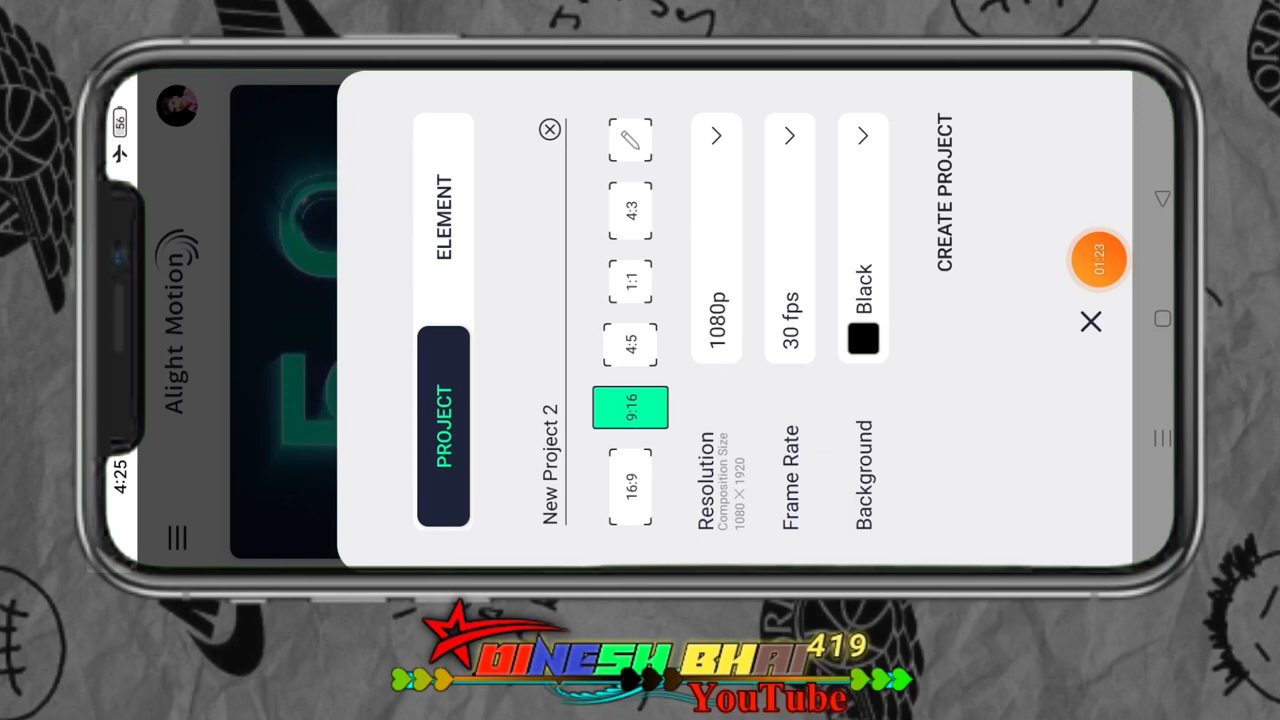 4:25
56
Alight Motion
PROJECT
ELEMENT
New Project 2
16:9
9:16
4:5
1:1
4:3
Resolution
Composition Size
1080 × 1920
1080p
Frame Rate
30 fps
Background
Black
CREATE PROJECT
01:23
DINESH BHAI 419
YouTube